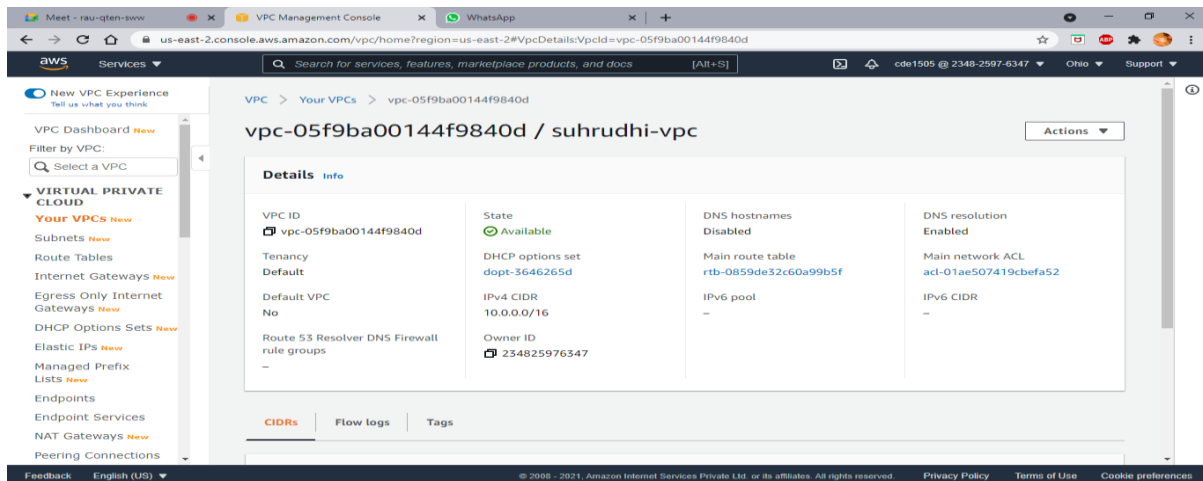 Meet - rau-qten-sww
VPC Management Console
WhatsApp
us-east-2.console.aws.amazon.com/vpc/home?region=us-east-2#VpcDetails:VpcId=vpc-05f9ba00144f9840d
ABP
aws
Services
Search for services, features, marketplace products, and docs
[Alt+S]
cde1505 @ 2348-2597-6347
Ohio
Support
New VPC Experience
Tell us what you think
VPC Dashboard New
Filter by VPC:
Select a VPC
VIRTUAL PRIVATE
CLOUD
Your VPCs New
Subnets New
Route Tables
Internet Gateways New
Egress Only Internet
Gateways New
DHCP Options Sets New
Elastic IPs New
Managed Prefix
Lists New
Endpoints
Endpoint Services
NAT Gateways New
Peering Connections
VPC > Your VPCs > vpc-05f9ba00144f9840d
vpc-05f9ba00144f9840d / suhrudhi-vpc
Actions
Details Info
VPC ID
vpc-05f9ba00144f9840d
State
Available
DNS hostnames
Disabled
DNS resolution
Enabled
Tenancy
Default
DHCP options set
dopt-3646265d
Main route table
rtb-0859de32c60a99b5f
Main network ACL
acl-01ae507419cbefa52
Default VPC
No
IPv4 CIDR
10.0.0.0/16
IPv6 pool
–
IPv6 CIDR
–
Route 53 Resolver DNS Firewall
rule groups
–
Owner ID
234825976347
CIDRs
Flow logs
Tags
Feedback
English (US)
© 2008 - 2021, Amazon Internet Services Private Ltd. or its affiliates. All rights reserved.
Privacy Policy
Terms of Use
Cookie preferences